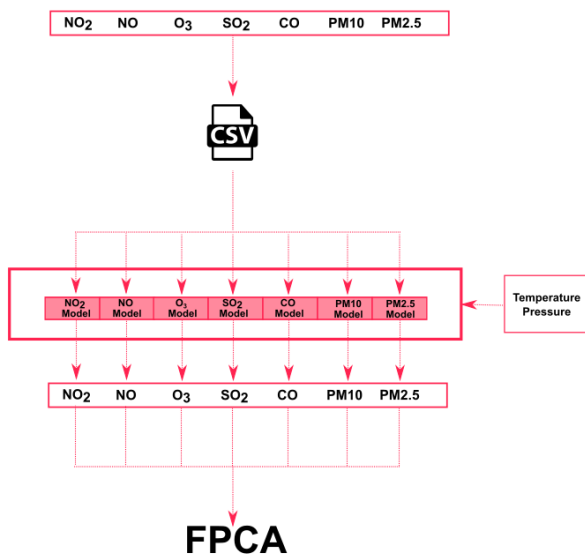 NO₂ NO O₃ SO₂ CO PM10 PM2.5
CSV
NO₂ Model NO Model O₃ Model SO₂ Model CO Model PM10 Model PM2.5 Model
Temperature
Pressure
NO₂ NO O₃ SO₂ CO PM10 PM2.5
FPCA